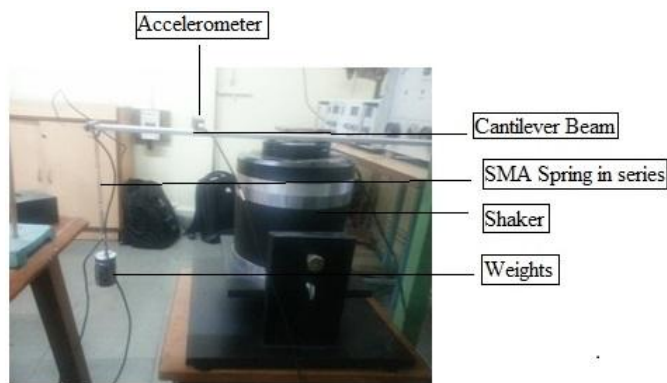 Accelerometer
Cantilever Beam
SMA Spring in series
Shaker
Weights